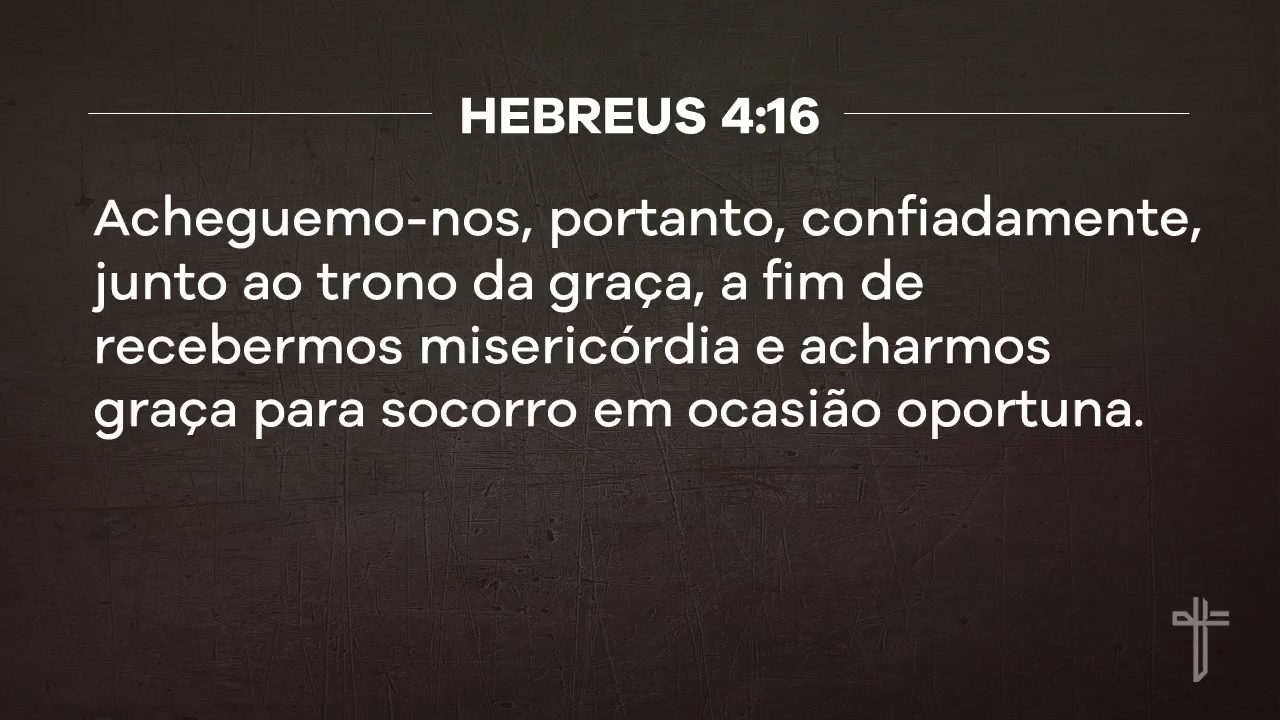 HEBREUS 4:16
Acheguemo-nos, portanto, confiadamente,
junto ao trono da graça, a fim de
recebermos misericórdia e acharmos
graça para socorro em ocasião oportuna.